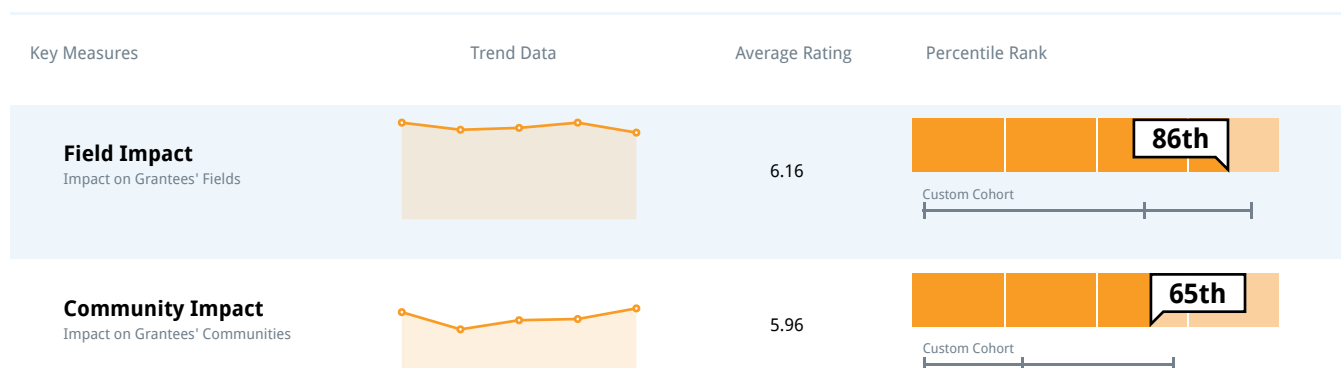 Key Measures
Trend Data
Average Rating
Percentile Rank
Field Impact
Impact on Grantees' Fields
6.16
86th
Custom Cohort
Community Impact
Impact on Grantees' Communities
5.96
65th
Custom Cohort